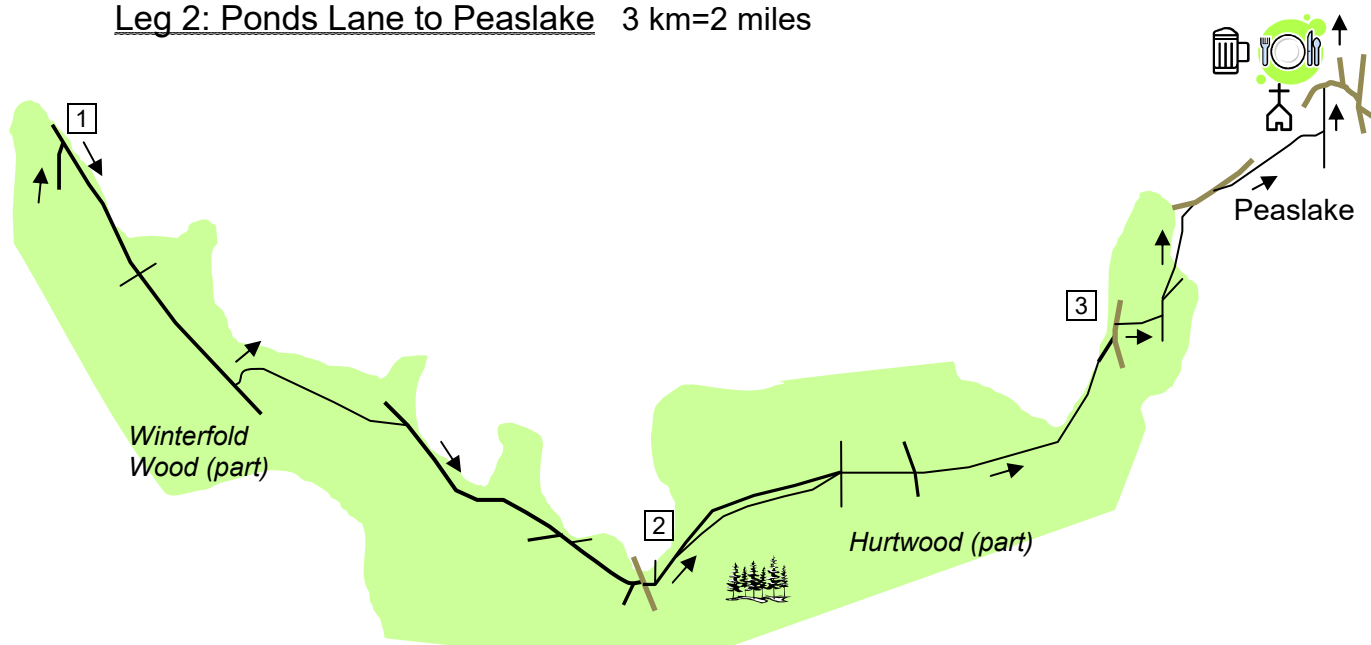 Leg 2: Ponds Lane to Peaslake 3 km=2 miles
1
Peaslake
3
Winterfold
Wood (part)
2
Hurtwood (part)